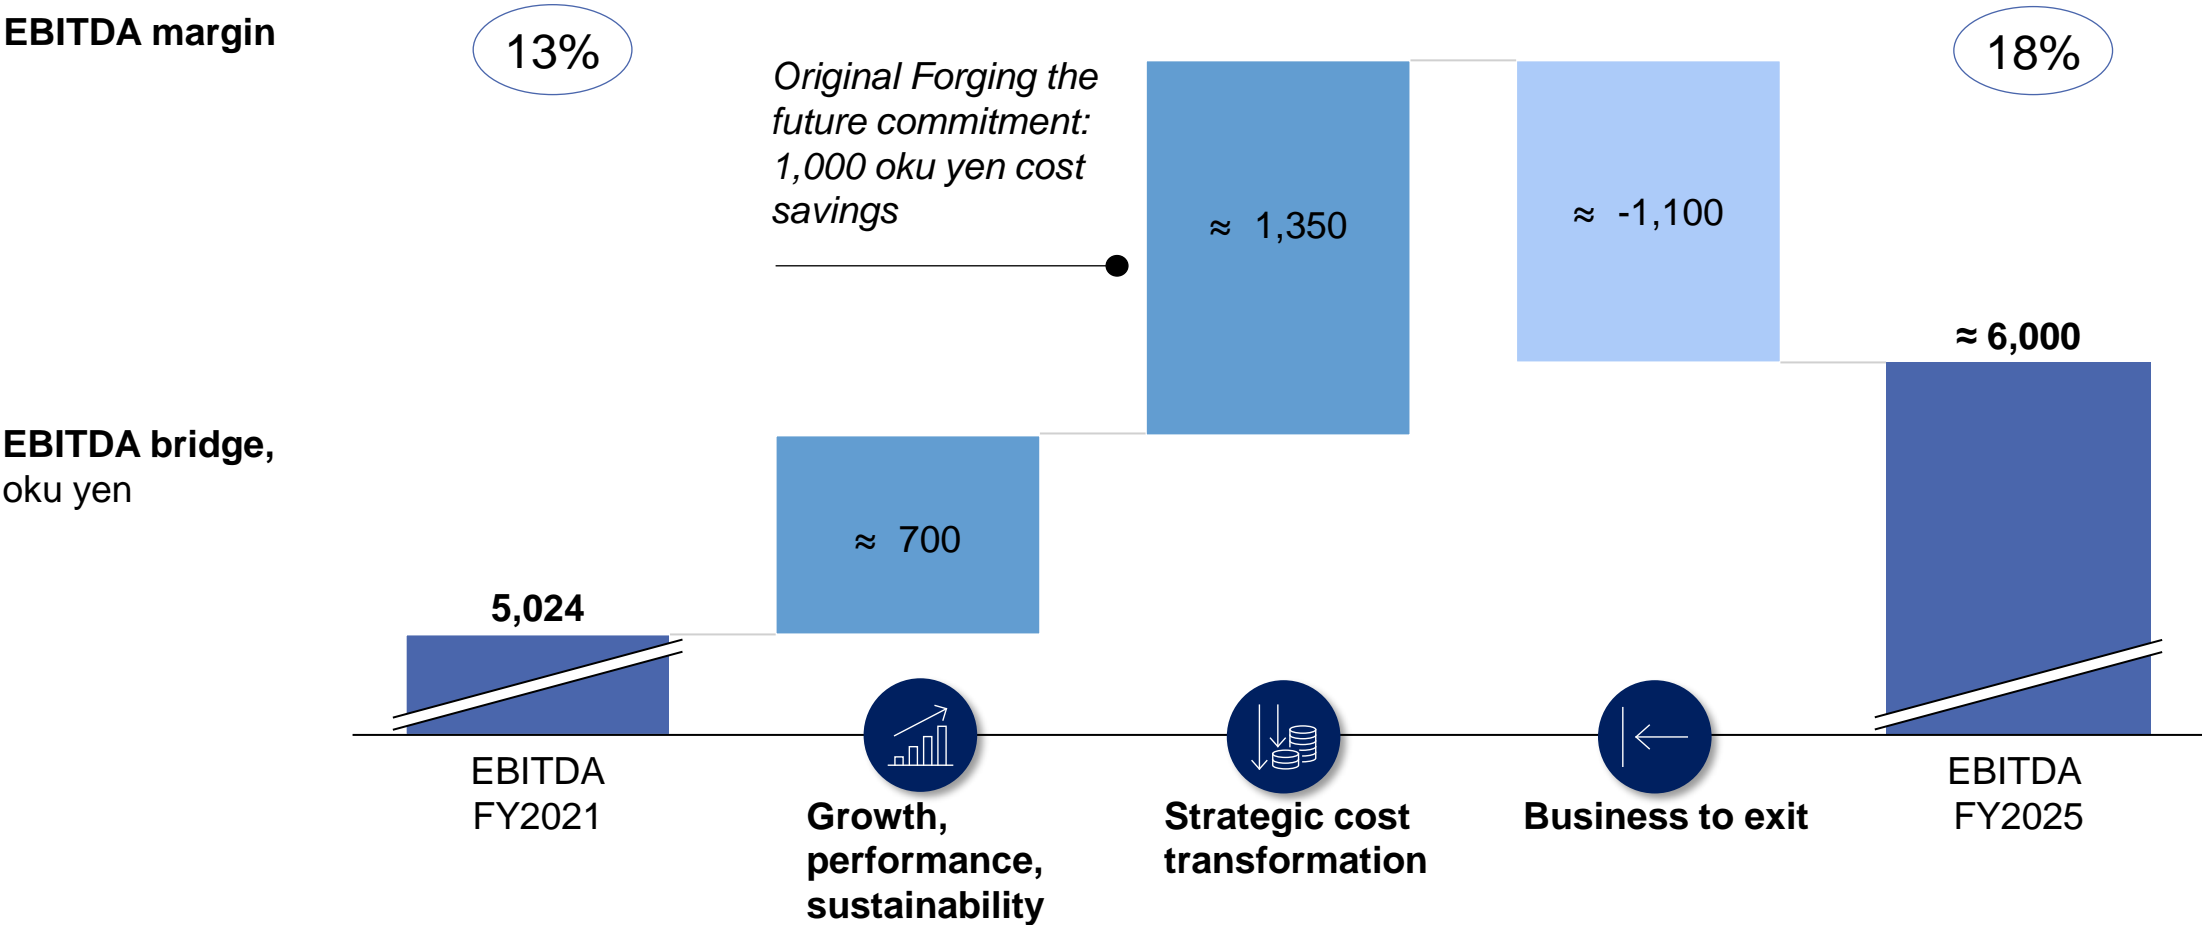 EBITDA margin
13%
18%
Original Forging the
future commitment:
1,000 oku yen cost
savings
≈ 1,350
≈ -1,100
≈ 6,000
EBITDA bridge,
oku yen
≈ 700
5,024
EBITDA
FY2021
Growth,
performance,
sustainability
Strategic cost
transformation
Business to exit
EBITDA
FY2025